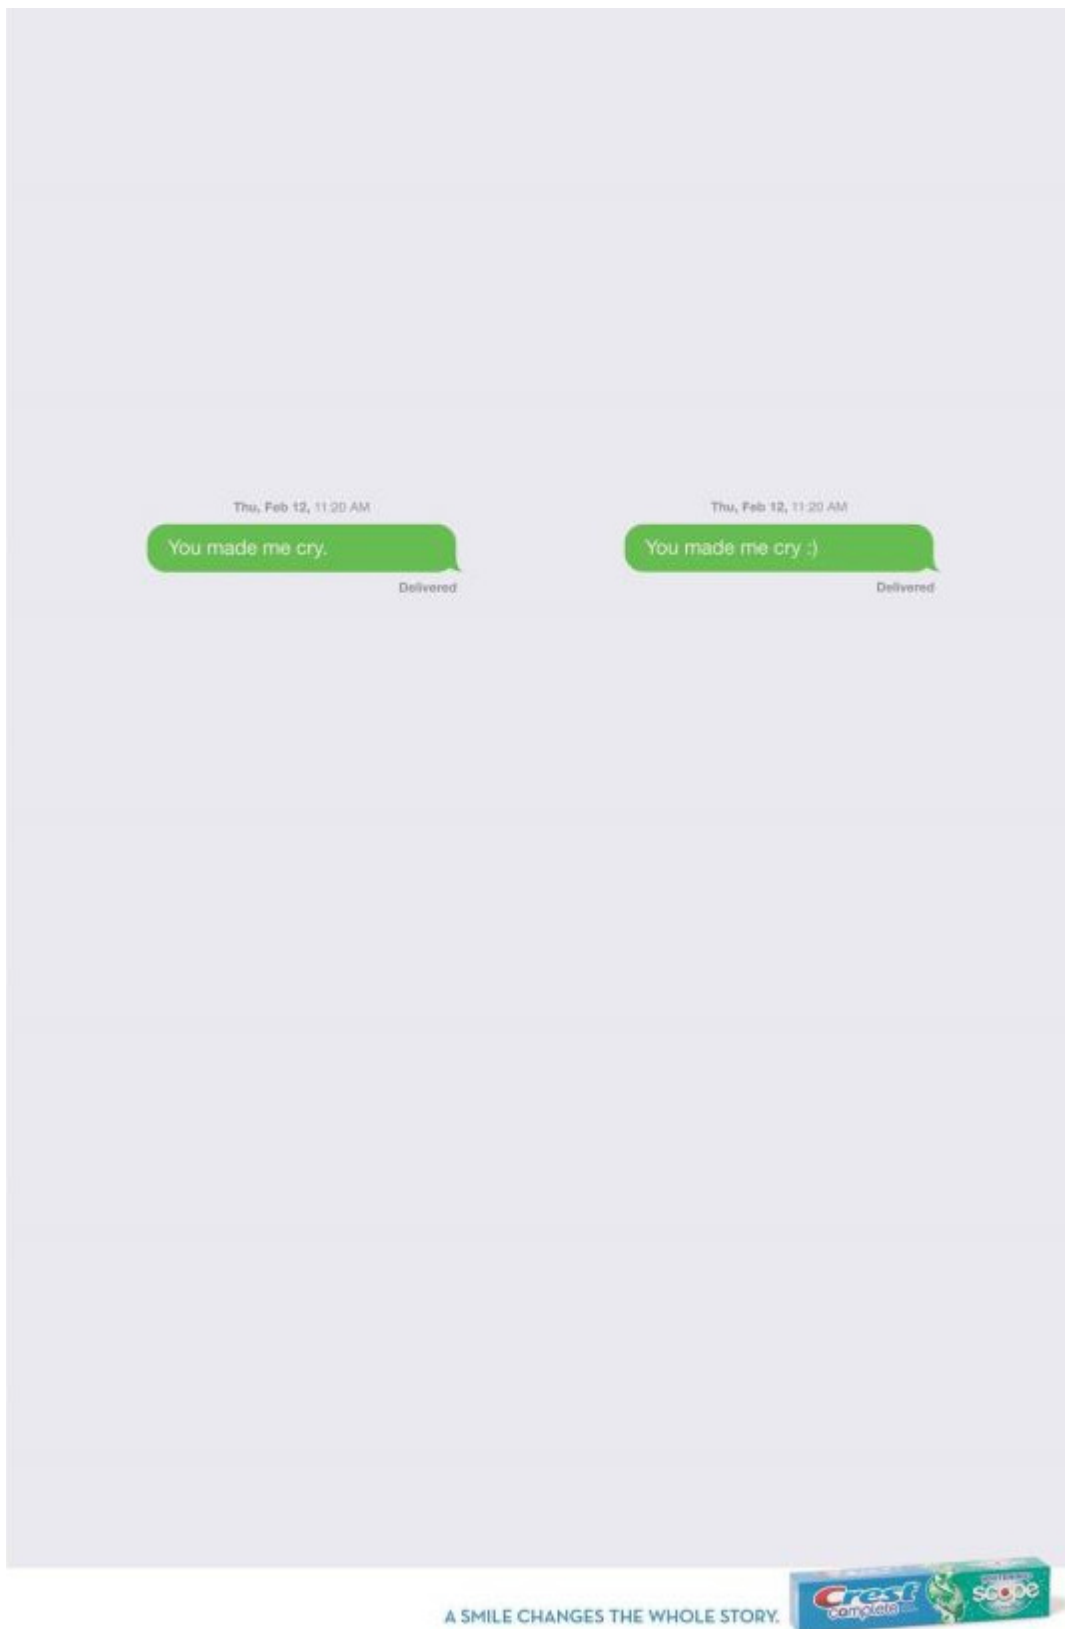 Thu, Feb 12, 11:20 AM
You made me cry.
Delivered
Thu, Feb 12, 11:20 AM
You made me cry :)
Delivered
A SMILE CHANGES THE WHOLE STORY.
Crest
complete
scope